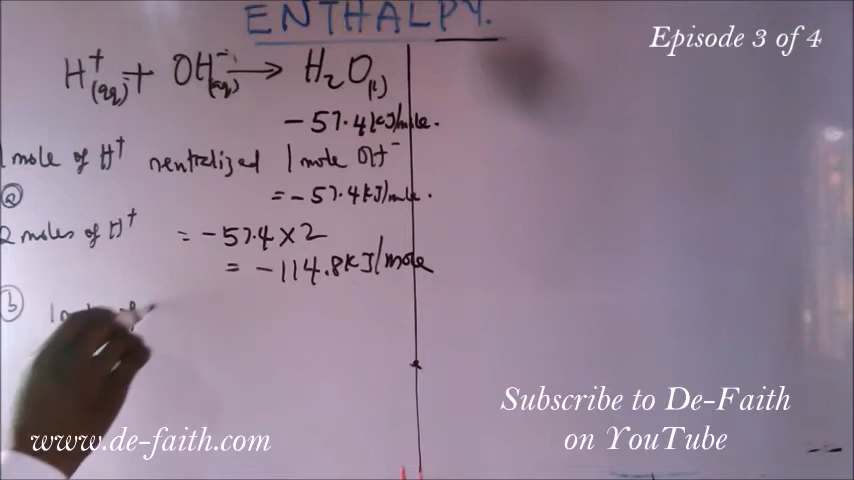 ENTHALPY.
Episode 3 of 4
H⁺(aq) + OH⁻(aq) → H₂O(l)
-57.4kJ/mole.
1 mole of H⁺ neutralized 1 mole OH⁻
= -57.4kJ/mole.
(a)
2 moles of H⁺ = -57.4 x 2
= -114.8kJ/mole
(b) 1
Subscribe to De-Faith
on YouTube
www.de-faith.com